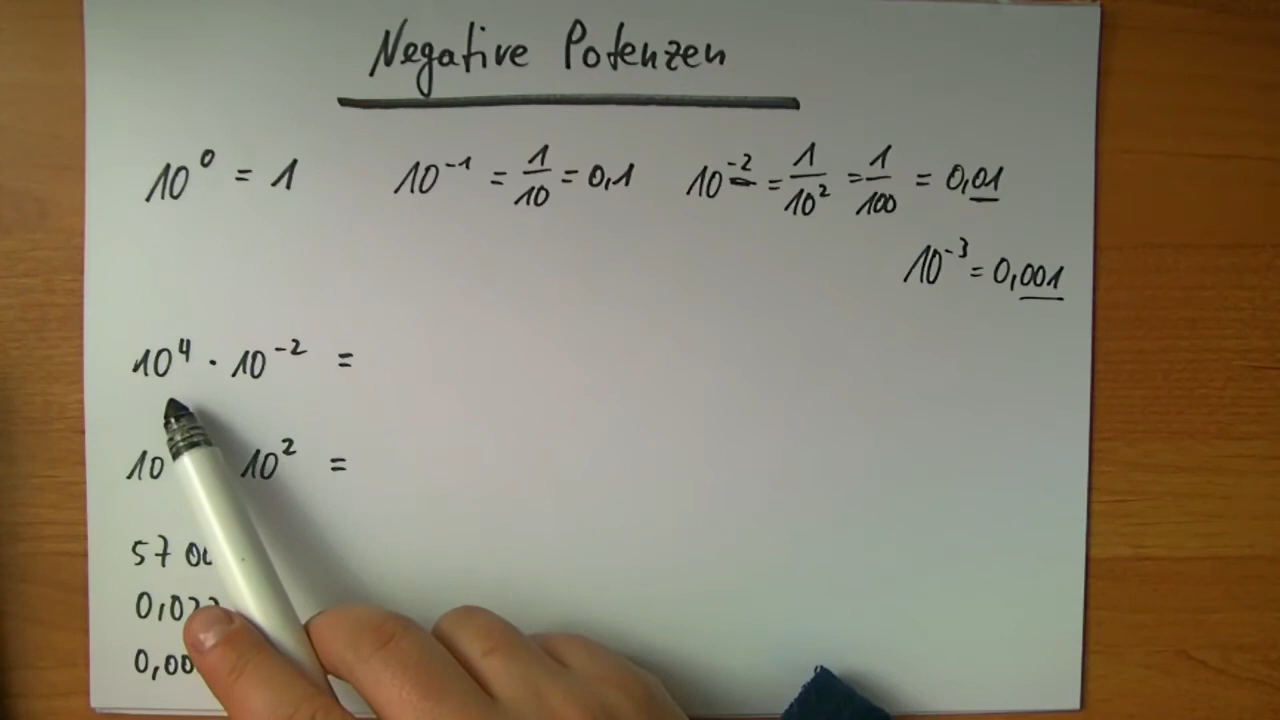 Negative Potenzen
10⁰ = 1 10⁻¹ = 1/10 = 0,1 10⁻² = 1/10² = 1/100 = 0,01
10⁻³ = 0,001
10⁴ · 10⁻² =
10 10² =
57 0
0,0
0,00